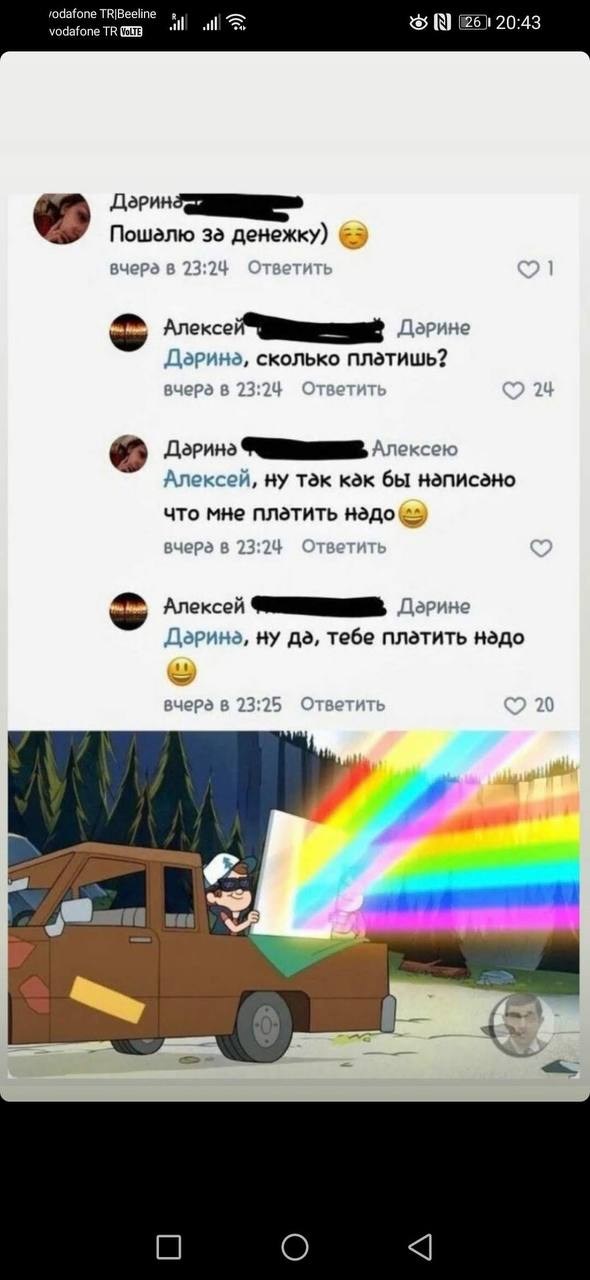 vodafone TR|Beeline
vodafone TR VoLTE
R
26 20:43
Дарина
Пошалю за денежку) ☺️
вчера в 23:24 Ответить 1
Алексей Дарине
Дарина, сколько платишь?
вчера в 23:24 Ответить 24
Дарина Алексею
Алексей, ну так как бы написано
что мне платить надо😄
вчера в 23:24 Ответить
Алексей Дарине
Дарина, ну да, тебе платить надо
😃
вчера в 23:25 Ответить 20